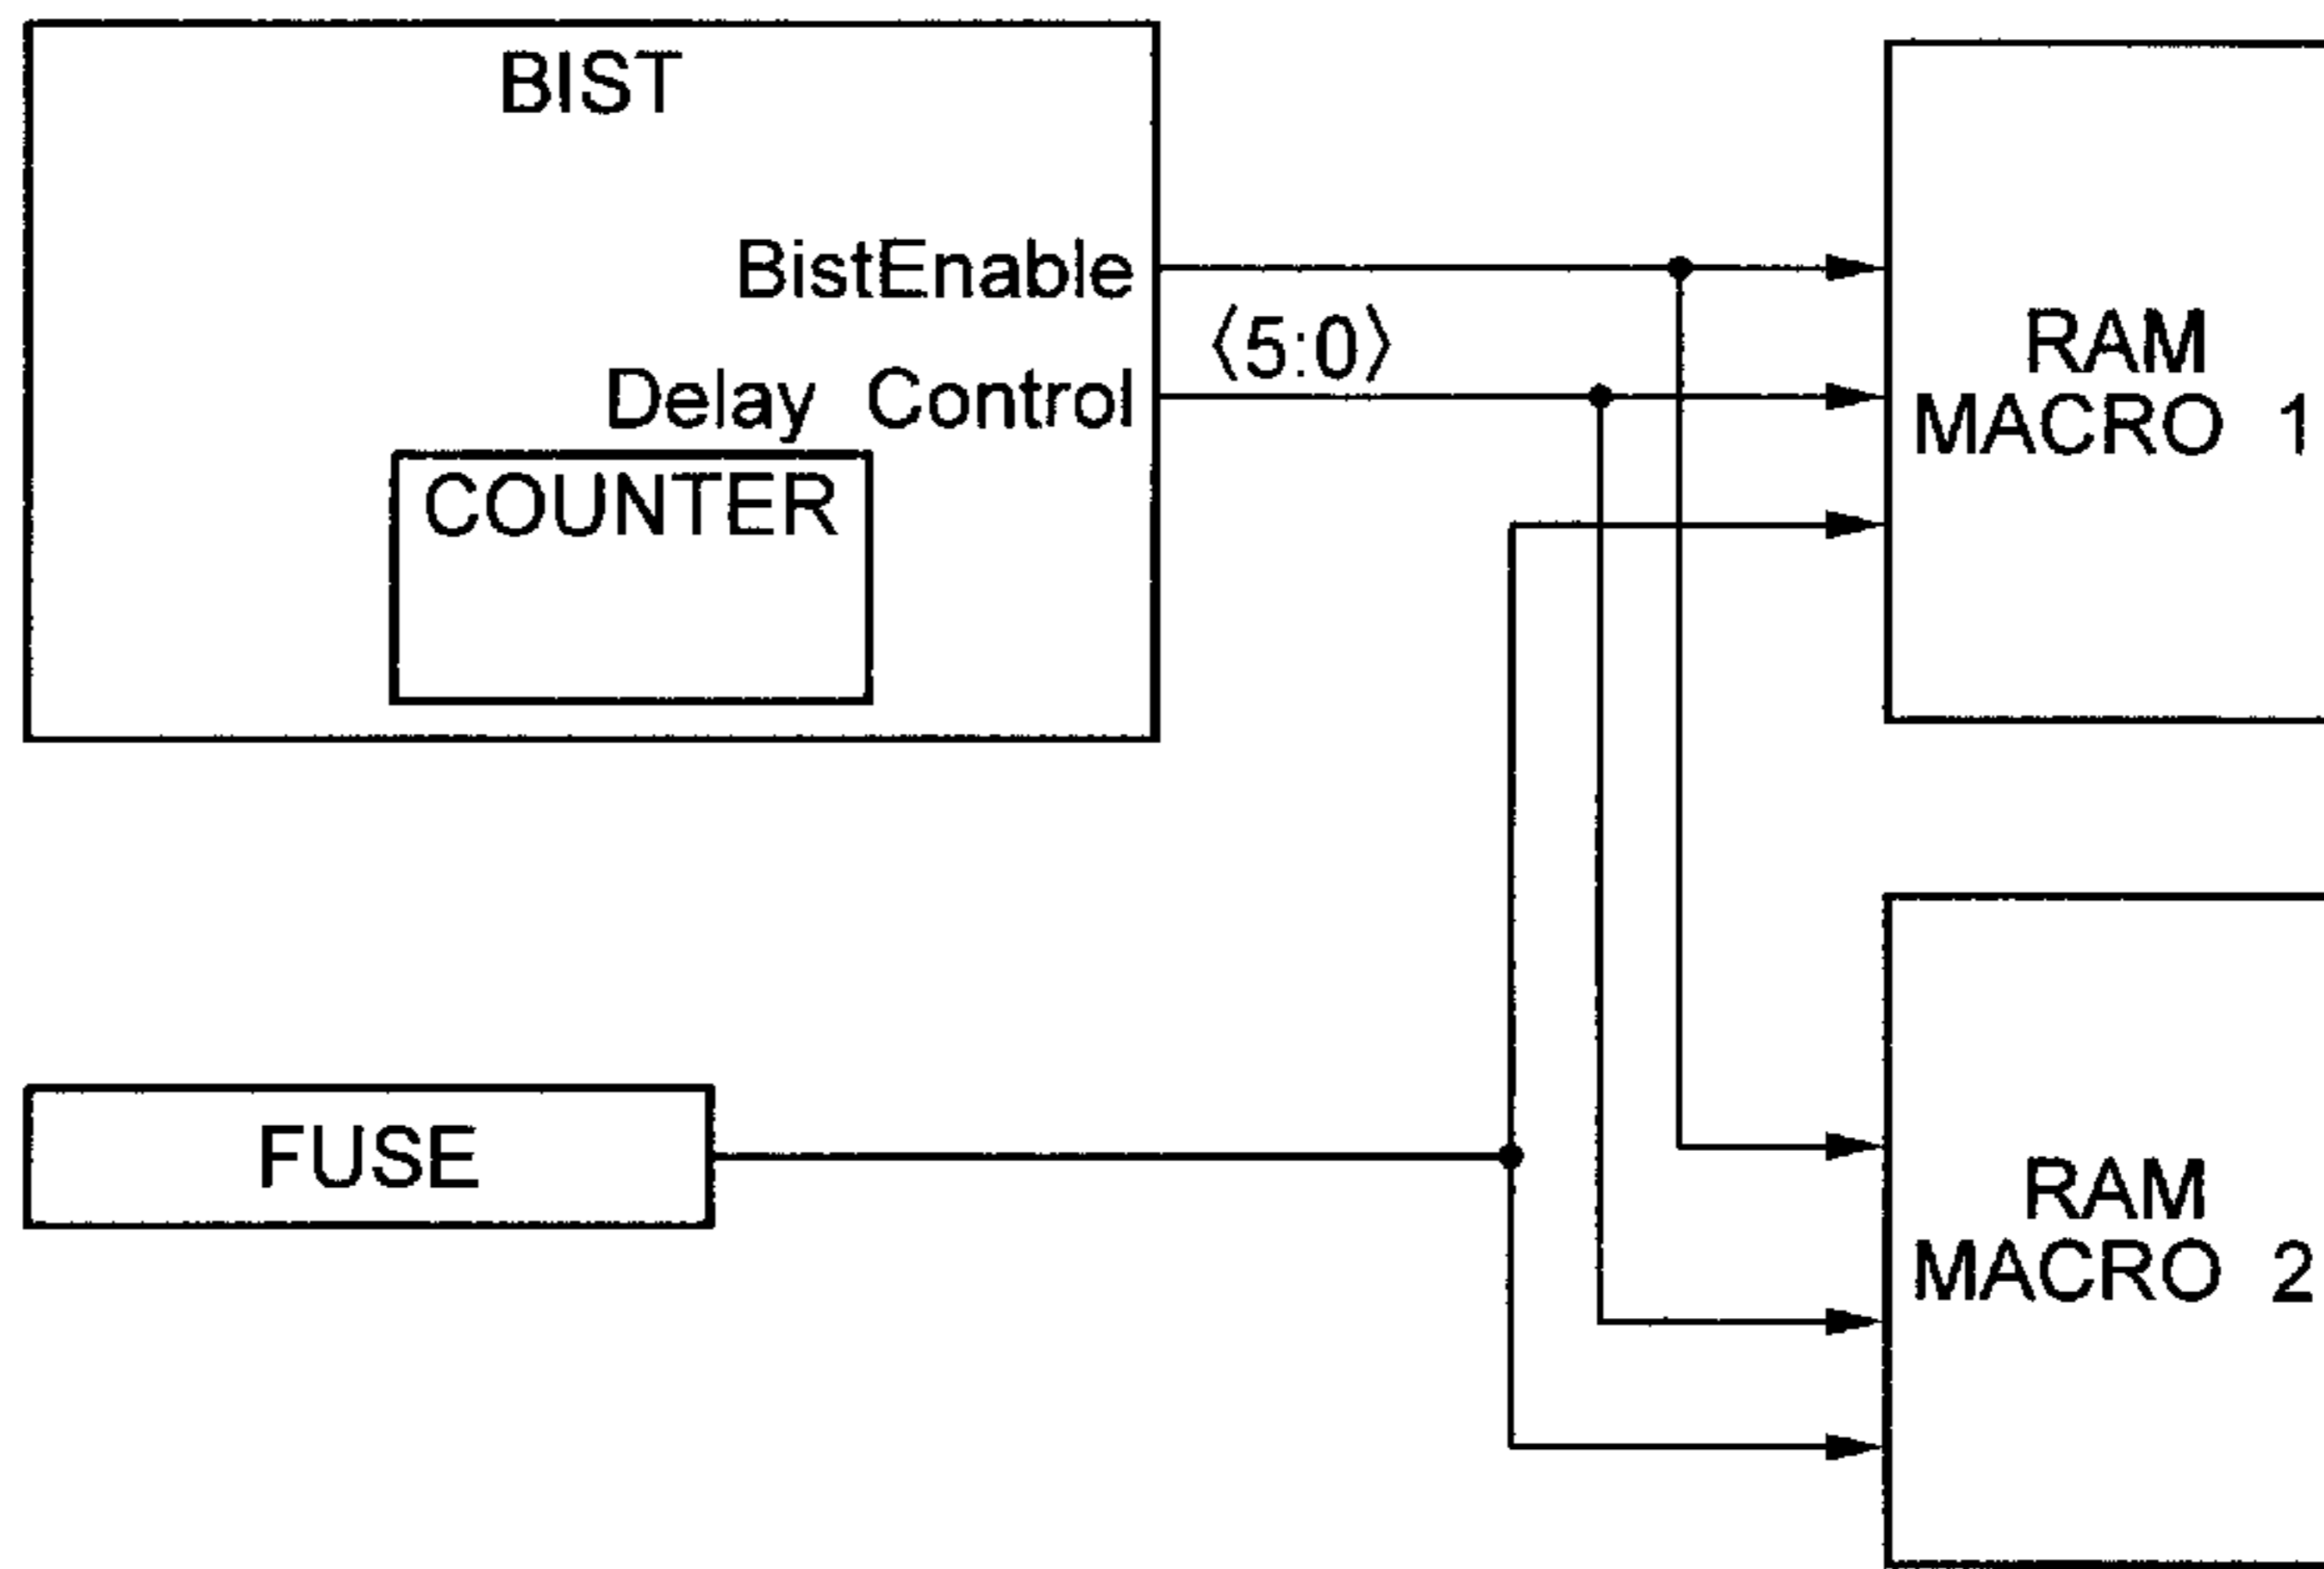 BIST
BistEnable
〈5:0〉
Delay Control
COUNTER
RAM
MACRO 1
FUSE
RAM
MACRO 2